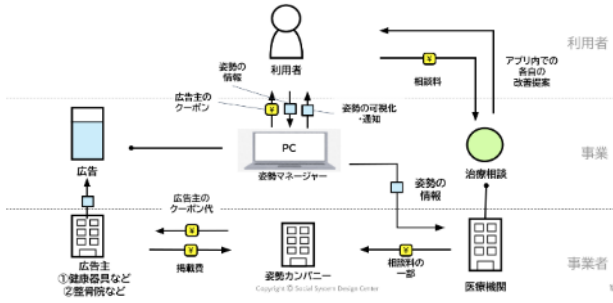 利用者
利用者
姿勢の
情報
広告主の
クーポン
¥
相談料
アプリ内での
各自の
改善提案
¥
姿勢の可視化
・通知
PC
姿勢マネージャー
広告
治療相談
事業
姿勢の
情報
広告主の
クーポン代
¥
¥
掲載費
広告主
①健康器具など
②整骨院など
姿勢カンパニー
¥
相談料の
一部
医療機関
事業者
Copyright © Social System Design Center
1